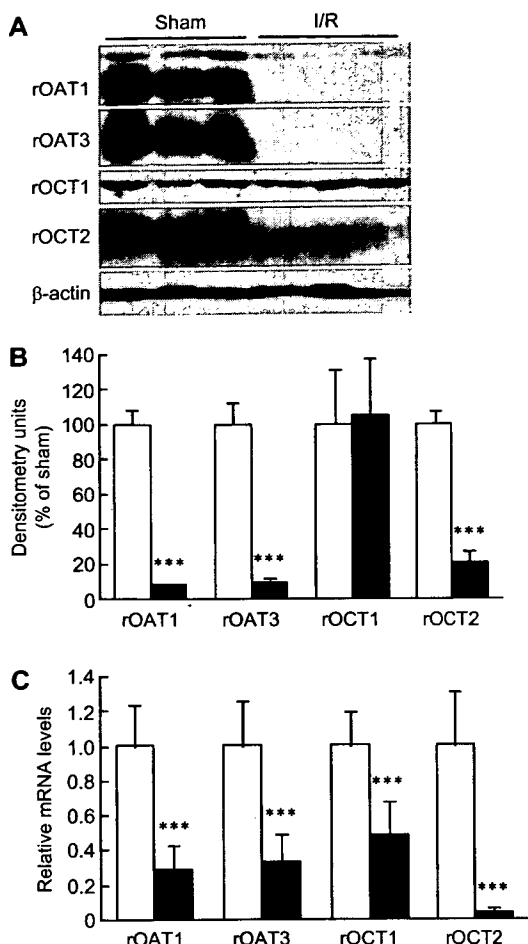 A
Sham I/R
rOAT1
rOAT3
rOCT1
rOCT2
β-actin
B
Densitometry units
(% of sham)
140
120
100
80
60
40
20
0
***
***
***
rOAT1 rOAT3 rOCT1 rOCT2
C
Relative mRNA levels
1.4
1.2
1.0
0.8
0.6
0.4
0.2
0
***
***
***
***
rOAT1 rOAT3 rOCT1 rOCT2